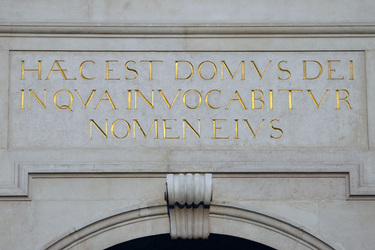 HÆC EST DOMVS DEI
IN QVA INVOCABITVR
NOMEN EIVS